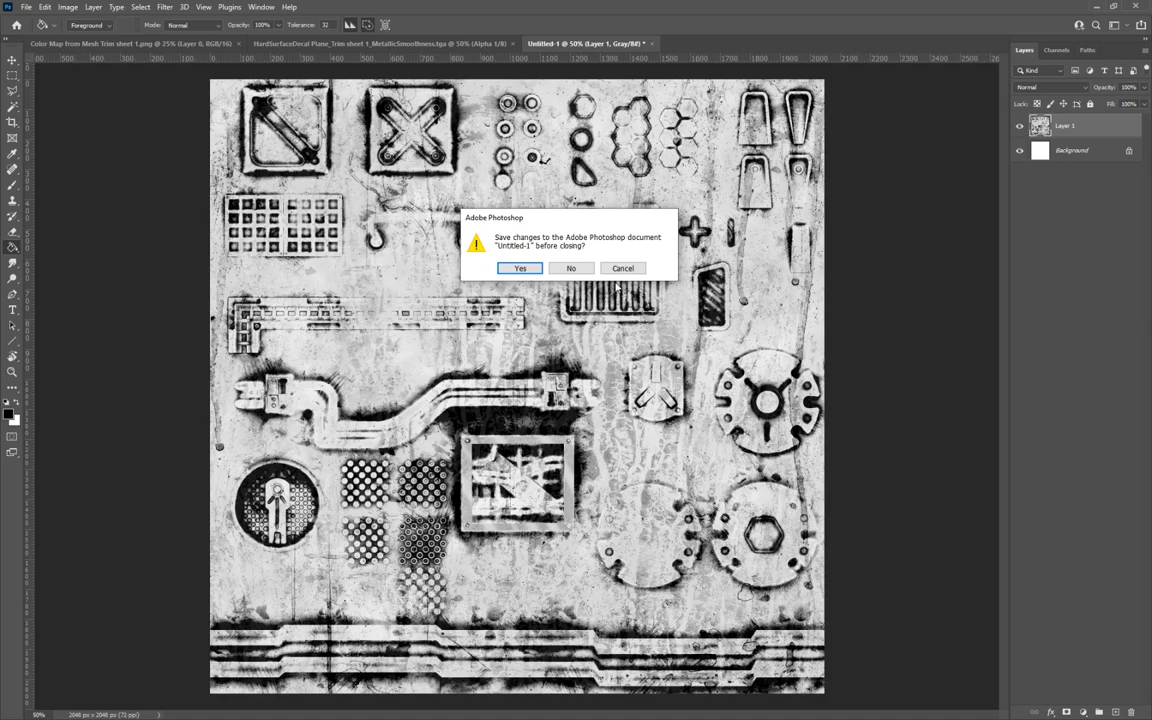 File Edit Image Layer Type Select Filter 3D View Plugins Window Help
Foreground Mode: Normal Opacity: 100% Tolerance: 32
Color Map from Mesh Trim sheet 1.png @ 25% (Layer 0, RGB/16) × HardSurfaceDecal Plane_Trim sheet 1_MetallicSmoothness.tga @ 50% (Alpha 1/8) × Untitled-1 @ 50% (Layer 1, Gray/8#) * ×
Layers Channels Paths
Kind
Normal Opacity: 100%
Lock: Fill: 100%
Layer 1
Background
Adobe Photoshop
Save changes to the Adobe Photoshop document
"Untitled-1" before closing?
Yes No Cancel
50% 2048 px x 2048 px (72 ppi)